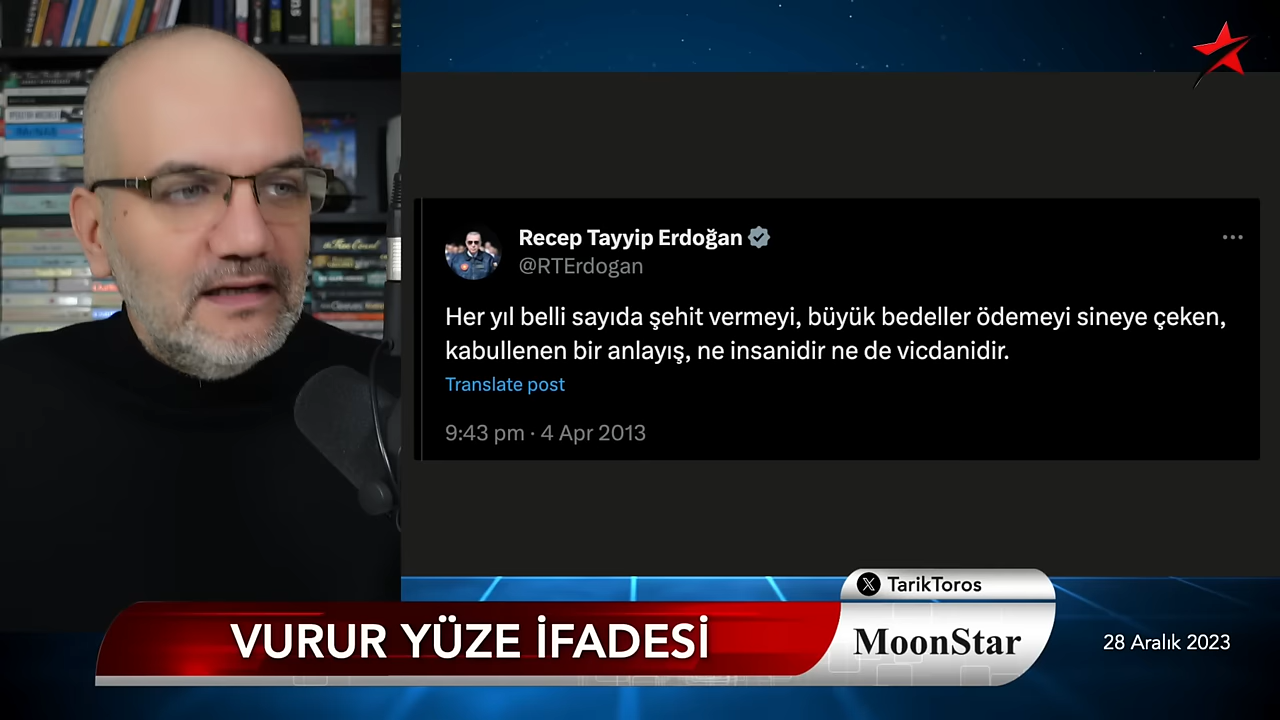 Recep Tayyip Erdoğan
@RTErdogan
Her yıl belli sayıda şehit vermeyi, büyük bedeller ödemeyi sineye çeken,
kabullenen bir anlayış, ne insanidir ne de vicdanidir.
Translate post
9:43 pm · 4 Apr 2013
TarikToros
VURUR YÜZE İFADESİ
MoonStar
28 Aralık 2023